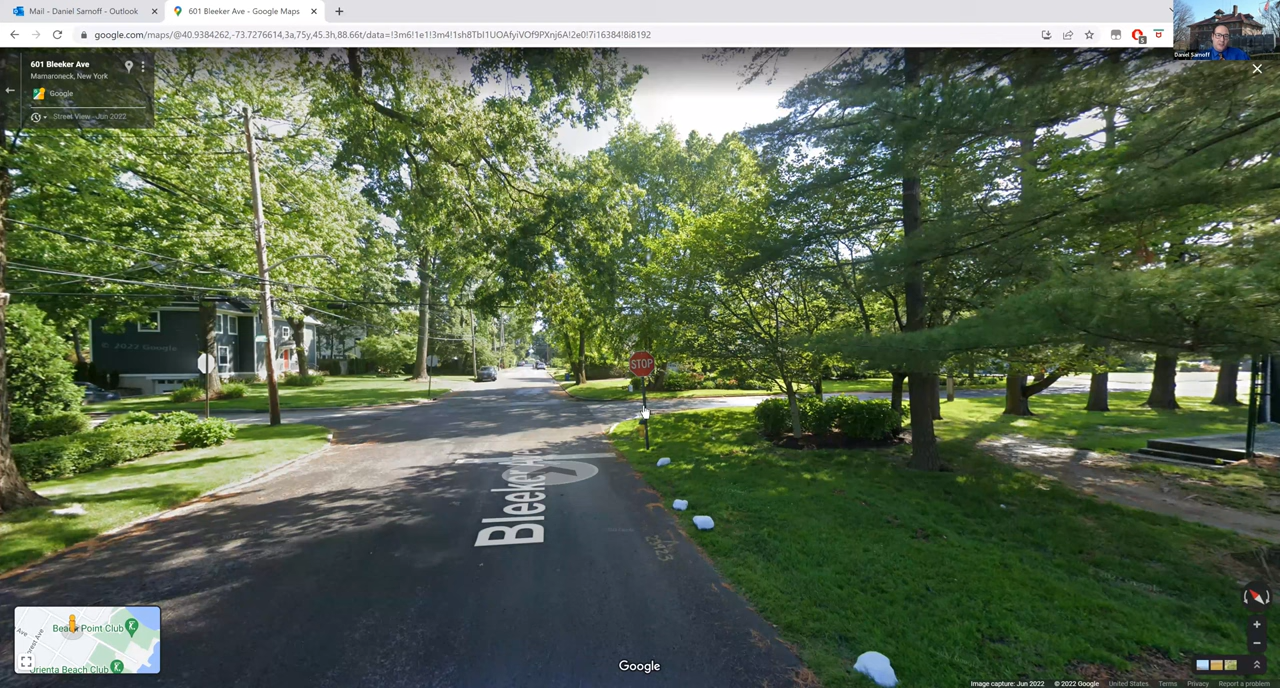 Mail - Daniel Sarnoff - Outlook
601 Bleeker Ave - Google Maps
google.com/maps/@40.9384262,-73.7276614,3a,75y,45.3h,88.66t/data=!3m6!1e1!3m4!1sh8TbI1UOAfyiVOf9PXnj6A!2e0!7i16384!8i8192
Daniel Sarnoff
601 Bleeker Ave
Mamaroneck, New York
Google
Street View - Jun 2022
© 2022 Google
STOP
Bleeker Ave
Beach Point Club
Orienta Beach Club
Google
Image capture: Jun 2022
© 2022 Google
United States
Terms
Privacy
Report a problem